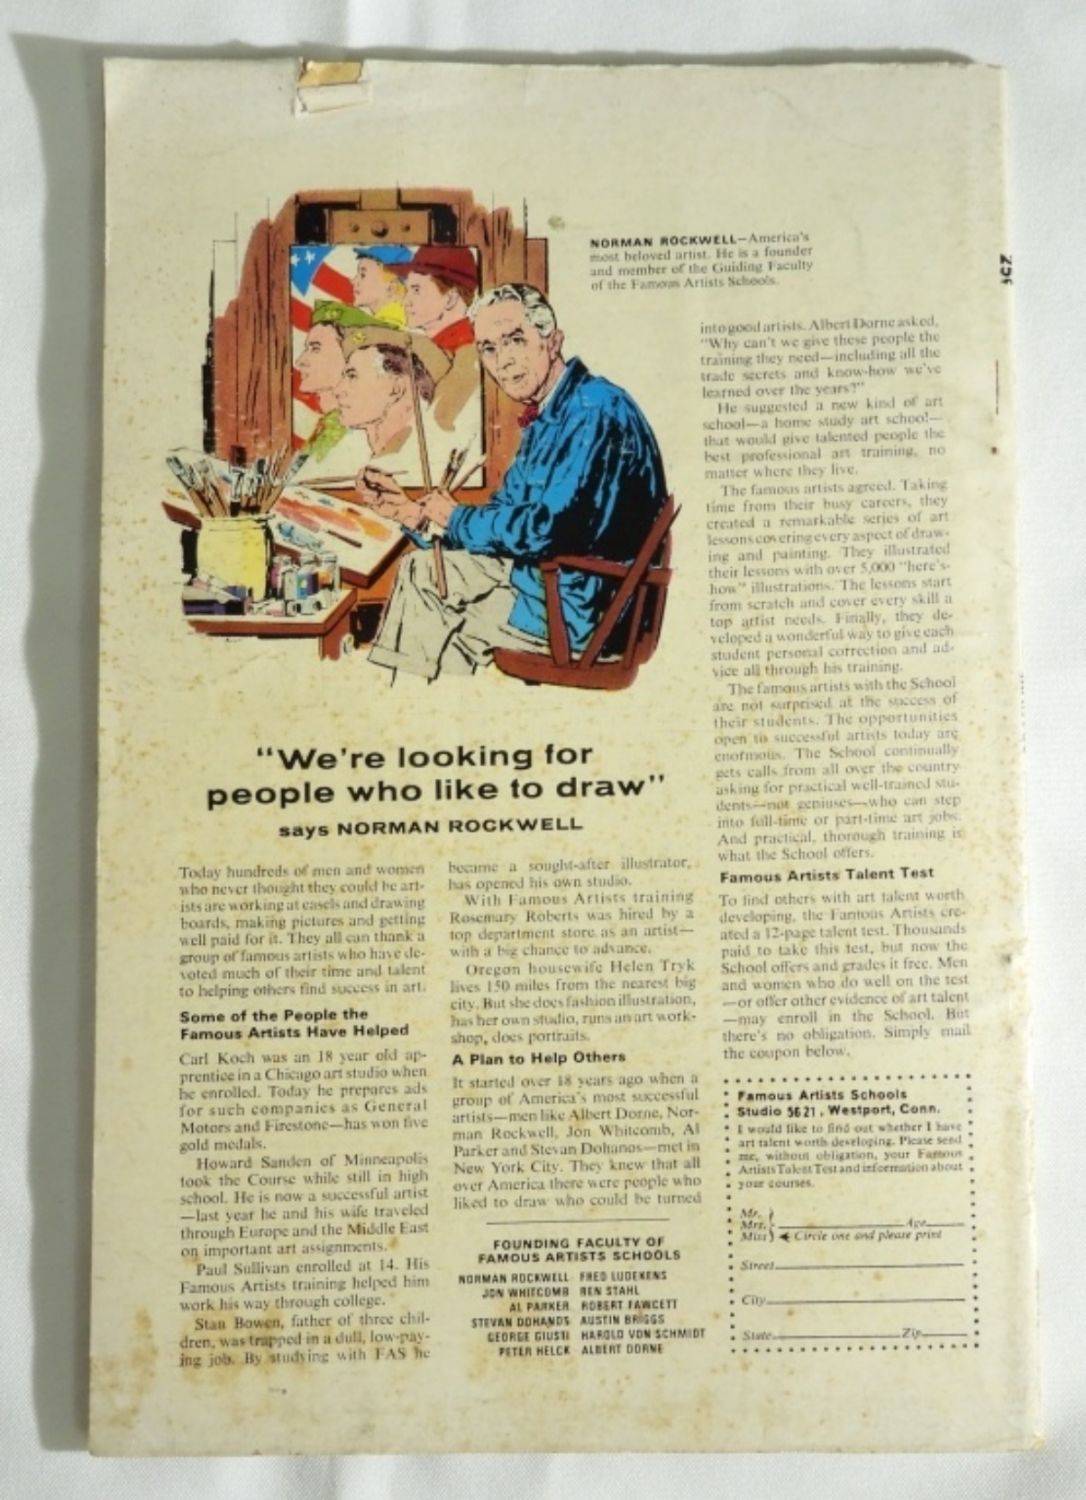 NORMAN ROCKWELL—America's
most beloved artist. He is a founder
and member of the Guiding Faculty
of the Famous Artists Schools.
25¢
"We're looking for
people who like to draw"
says NORMAN ROCKWELL
Today hundreds of men and women
who never thought they could be art-
ists are working at easels and drawing
boards, making pictures and getting
well paid for it. They all can thank a
group of famous artists who have de-
voted much of their time and talent
to helping others find success in art.
Some of the People the
Famous Artists Have Helped
Carl Koch was an 18 year old ap-
prentice in a Chicago art studio when
he enrolled. Today he prepares ads
for such companies as General
Motors and Firestone—has won five
gold medals.
Howard Sanden of Minneapolis
took the Course while still in high
school. He is now a successful artist
—last year he and his wife traveled
through Europe and the Middle East
on important art assignments.
Paul Sullivan enrolled at 14. His
Famous Artists training helped him
work his way through college.
Stan Bowen, father of three chil-
dren, was trapped in a dull, low-pay-
ing job. By studying with FAS he
became a sought-after illustrator,
has opened his own studio.
With Famous Artists training
Rosemary Roberts was hired by a
top department store as an artist—
with a big chance to advance.
Oregon housewife Helen Tryk
lives 150 miles from the nearest big
city. But she does fashion illustration,
has her own studio, runs an art work-
shop, does portraits.
A Plan to Help Others
It started over 18 years ago when a
group of America's most successful
artists—men like Albert Dorne, Nor-
man Rockwell, Jon Whitcomb, Al
Parker and Stevan Dohanos—met in
New York City. They knew that all
over America there were people who
liked to draw who could be turned
into good artists. Albert Dorne asked,
"Why can't we give these people the
training they need—including all the
trade secrets and know-how we've
learned over the years?"
He suggested a new kind of art
school—a home study art school—
that would give talented people the
best professional art training, no
matter where they live.
The famous artists agreed. Taking
time from their busy careers, they
created a remarkable series of art
lessons covering every aspect of draw-
ing and painting. They illustrated
their lessons with over 5,000 "here's-
how" illustrations. The lessons start
from scratch and cover every skill a
top artist needs. Finally, they de-
veloped a wonderful way to give each
student personal correction and ad-
vice all through his training.
The famous artists with the School
are not surprised at the success of
their students. The opportunities
open to successful artists today are
enormous. The School continually
gets calls from all over the country
asking for practical well-trained stu-
dents—not geniuses—who can step
into full-time or part-time art jobs.
And practical, thorough training is
what the School offers.
Famous Artists Talent Test
To find others with art talent worth
developing, the Famous Artists cre-
ated a 12-page talent test. Thousands
paid to take this test, but now the
School offers and grades it free. Men
and women who do well on the test
—or offer other evidence of art talent
—may enroll in the School. But
there's no obligation. Simply mail
the coupon below.
FOUNDING FACULTY OF
FAMOUS ARTISTS SCHOOLS
NORMAN ROCKWELL FRED LUDEKENS
JON WHITCOMB BEN STAHL
AL PARKER ROBERT FAWCETT
STEVAN DOHANOS AUSTIN BRIGGS
GEORGE GIUSTI HAROLD VON SCHMIDT
PETER HELCK ALBERT DORNE
Famous Artists Schools
Studio 5621, Westport, Conn.
I would like to find out whether I have
art talent worth developing. Please send
me, without obligation, your Famous
Artists Talent Test and information about
your courses.
Mr.
Mrs. Age
Miss Circle one and please print
Street
City
State Zip